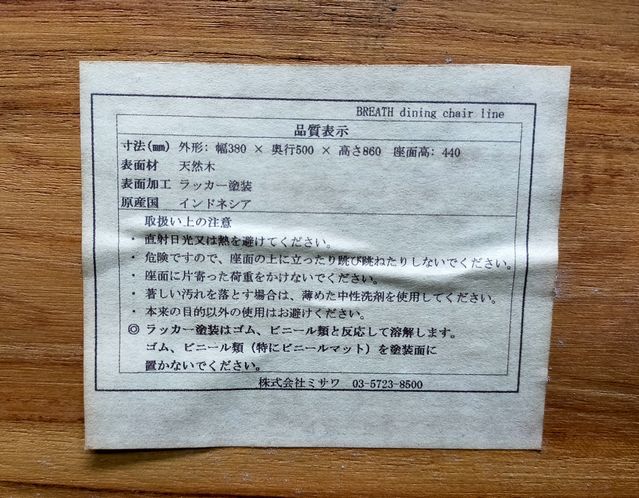 BREATH dining chair line
品質表示
寸法(mm) 外形: 幅380 × 奥行500 × 高さ860 座面高: 440
表面材 天然木
表面加工 ラッカー塗装
原産国 インドネシア
取扱い上の注意
・ 直射日光又は熱を避けてください。
・ 危険ですので、座面の上に立ったり跳び跳ねたりしないでください。
・ 座面に片寄った荷重をかけないでください。
・ 著しい汚れを落とす場合は、薄めた中性洗剤を使用してください。
・ 本来の目的以外の使用はお避けください。
◎ ラッカー塗装はゴム、ビニール類と反応して溶解します。
ゴム、ビニール類（特にビニールマット）を塗装面に
置かないでください。
株式会社ミサワ 03-5723-8500